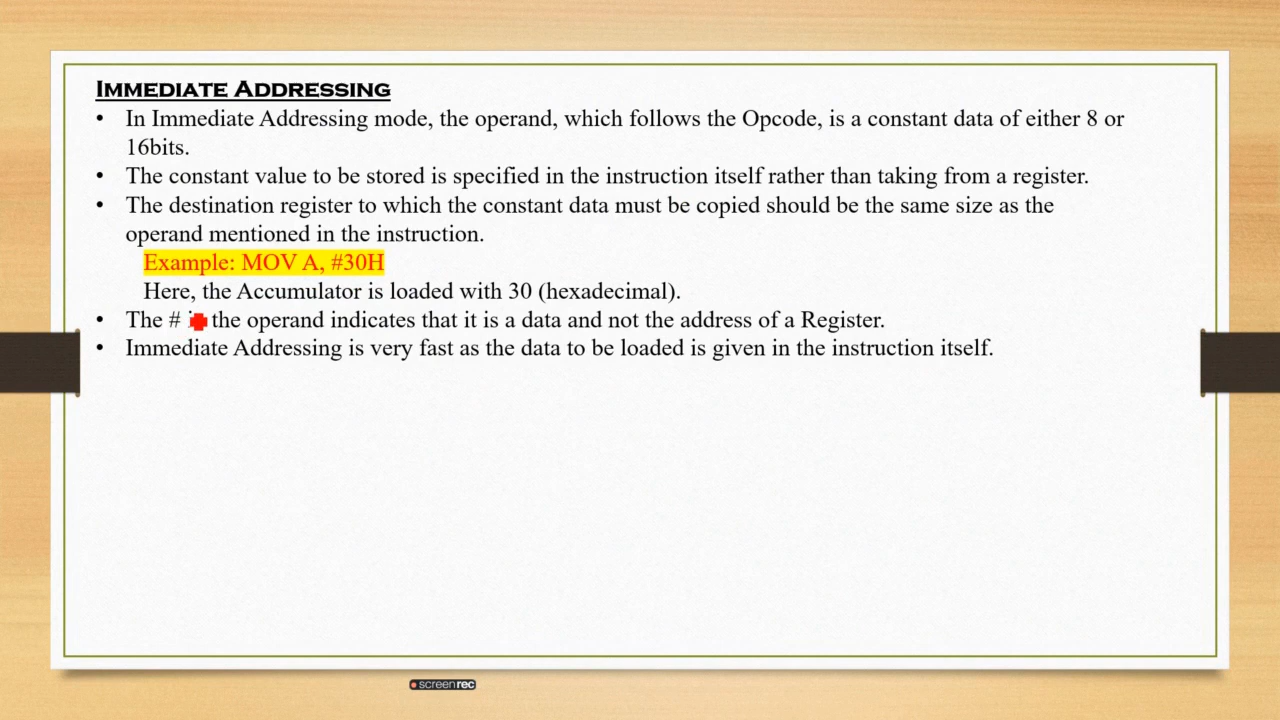 IMMEDIATE ADDRESSING
• In Immediate Addressing mode, the operand, which follows the Opcode, is a constant data of either 8 or
16bits.
• The constant value to be stored is specified in the instruction itself rather than taking from a register.
• The destination register to which the constant data must be copied should be the same size as the
operand mentioned in the instruction.
Example: MOV A, #30H
Here, the Accumulator is loaded with 30 (hexadecimal).
• The # the operand indicates that it is a data and not the address of a Register.
• Immediate Addressing is very fast as the data to be loaded is given in the instruction itself.
screenrec